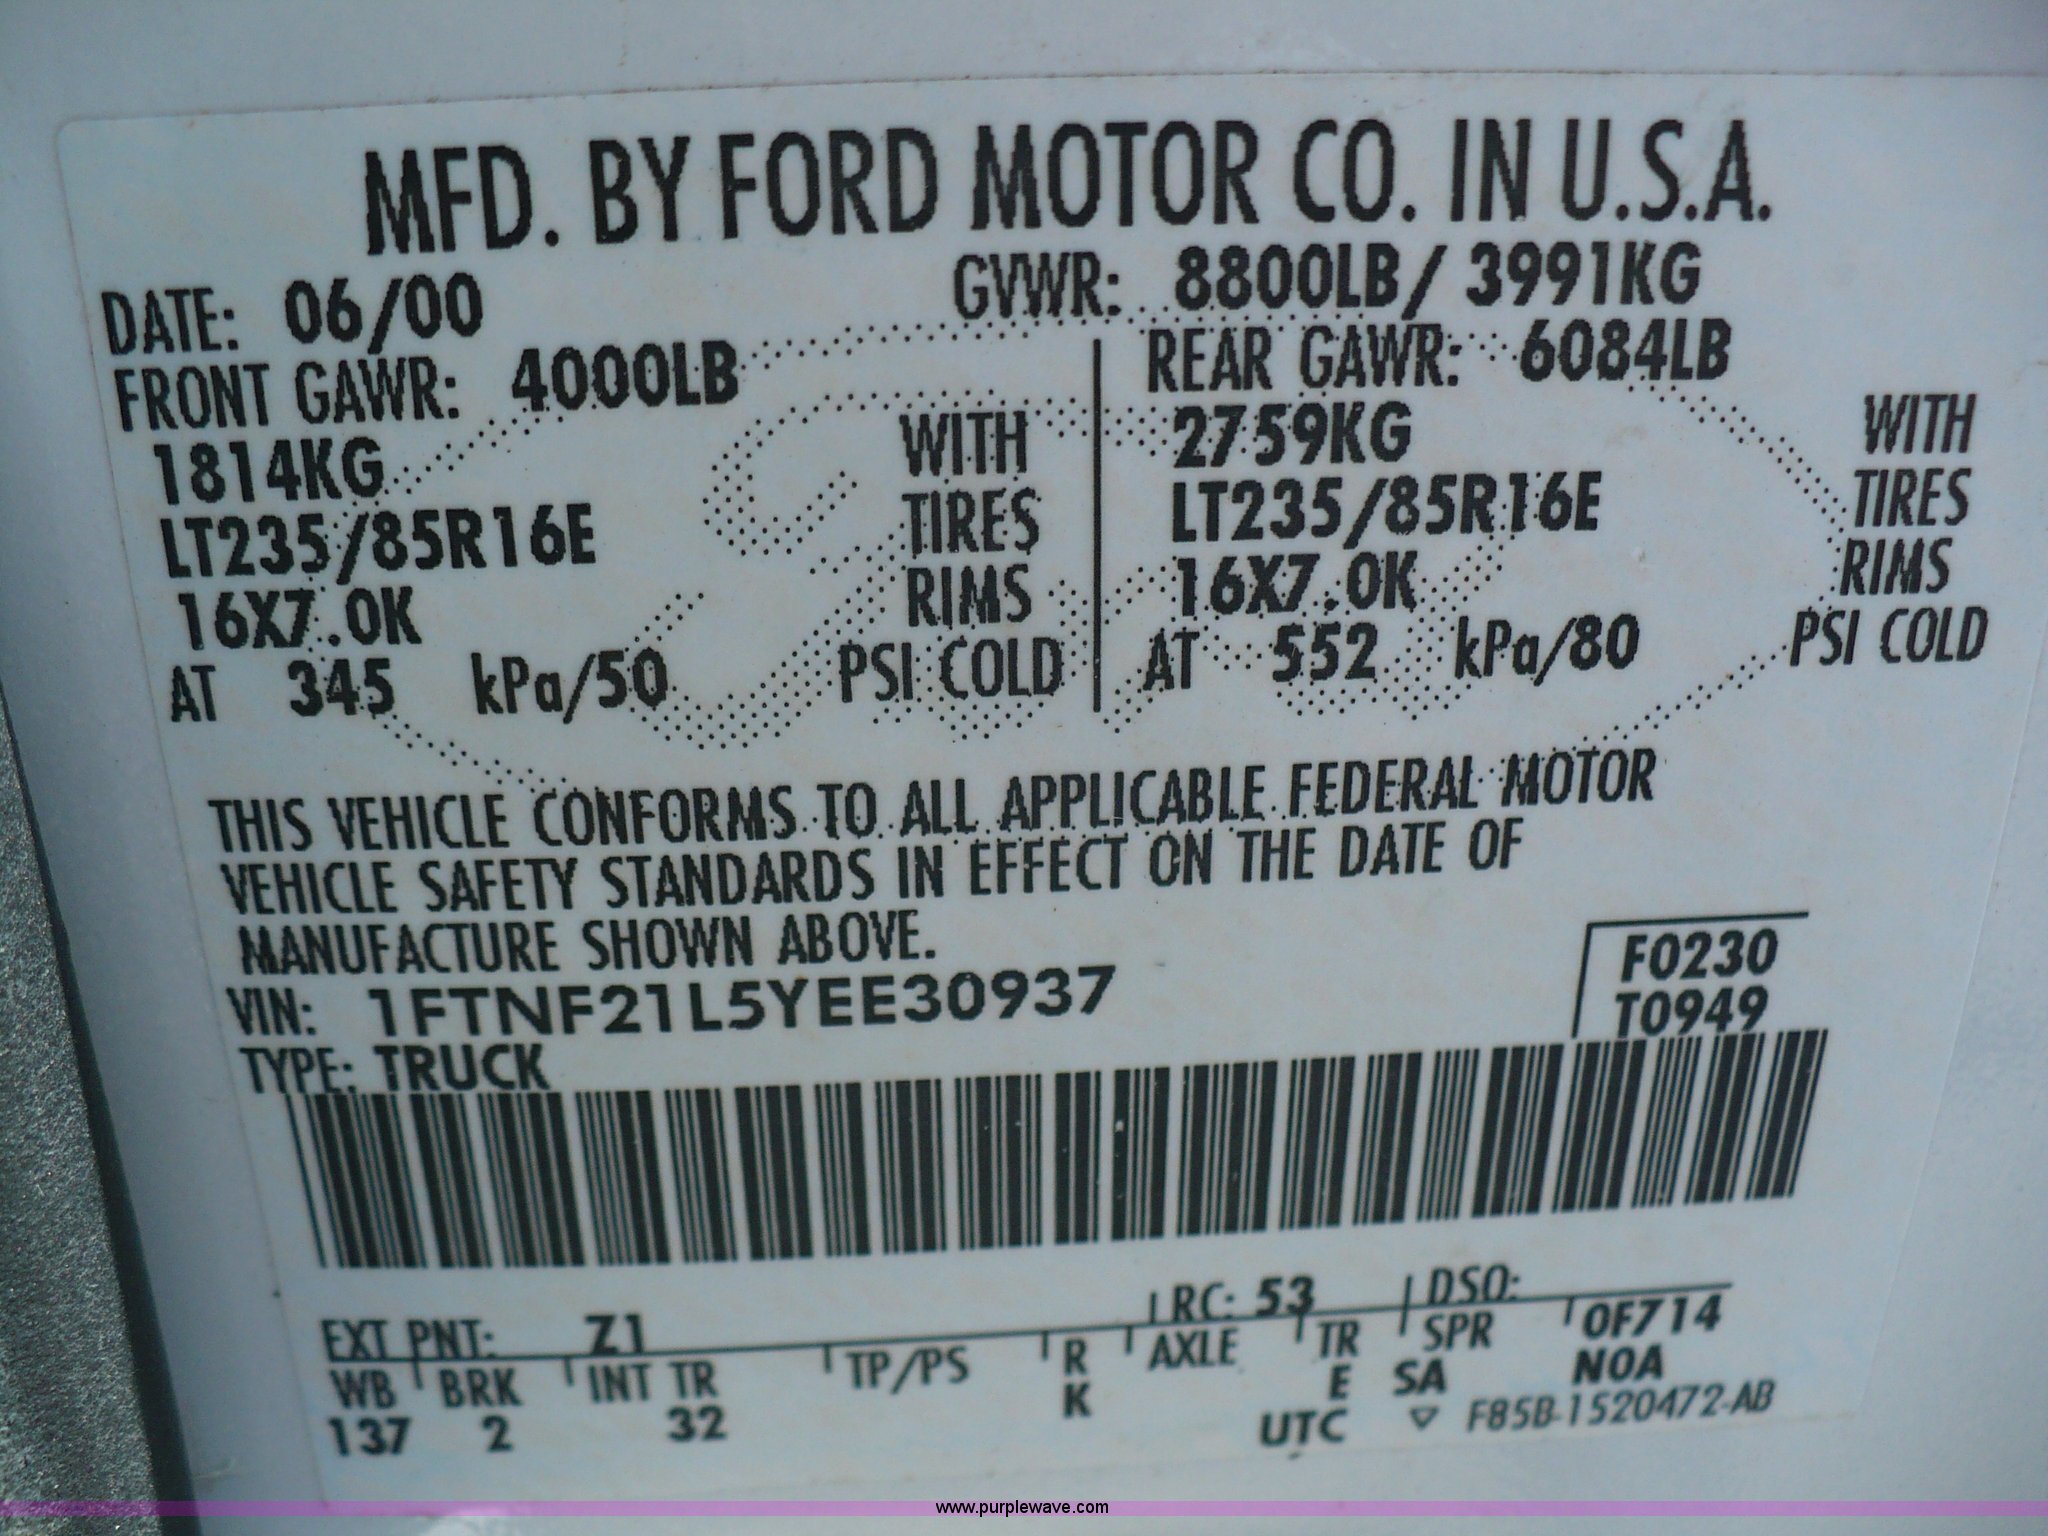 MFD. BY FORD MOTOR CO. IN U.S.A.
DATE: 06/00 GVWR: 8800LB/ 3991KG
FRONT GAWR: 4000LB REAR GAWR: 6084LB
1814KG WITH 2759KG WITH
LT235/85R16E TIRES LT235/85R16E TIRES
16X7.0K RIMS 16X7.0K RIMS
AT 345 kPa/50 PSI COLD AT 552 kPa/80 PSI COLD
THIS VEHICLE CONFORMS TO ALL APPLICABLE FEDERAL MOTOR
VEHICLE SAFETY STANDARDS IN EFFECT ON THE DATE OF
MANUFACTURE SHOWN ABOVE.
F0230
VIN: 1FTNF21L5YEE30937 T0949
TYPE: TRUCK
EXT PNT: Z1 RC: 53 DSO:
WB BRK INT TR TP/PS R AXLE TR SPR 0F714
K E SA N0A
137 2 32 UTC ▽ F85B-1520472-AB
www.purplewave.com